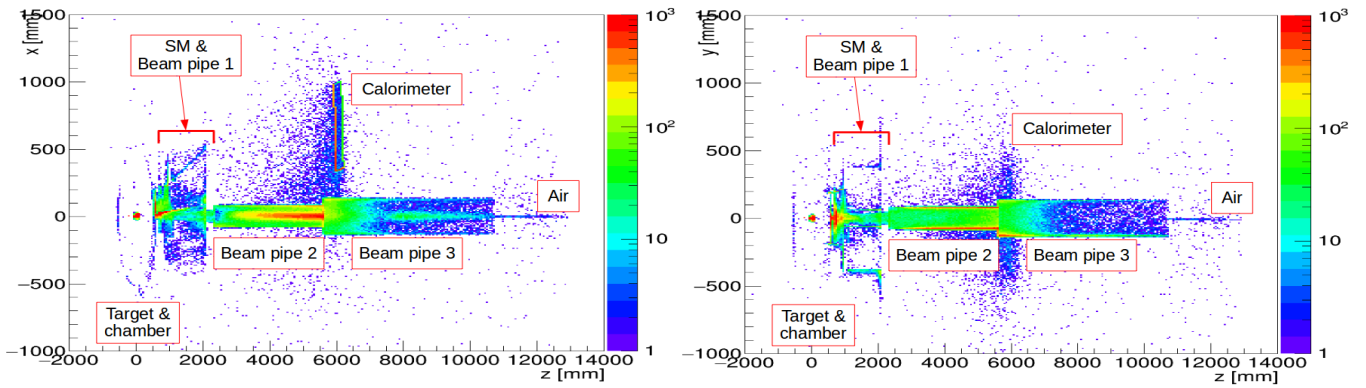 1500
x [mm]
1000
500
0
−500
−1000
−2000
0
2000
4000
6000
8000
10000
12000
14000
z [mm]
10³
10²
10
1
SM &
Beam pipe 1
Calorimeter
Air
Beam pipe 2
Beam pipe 3
Target &
chamber
1500
y [mm]
1000
500
0
−500
−1000
−2000
0
2000
4000
6000
8000
10000
12000
14000
z [mm]
10³
10²
10
1
SM &
Beam pipe 1
Calorimeter
Air
Beam pipe 2
Beam pipe 3
Target &
chamber